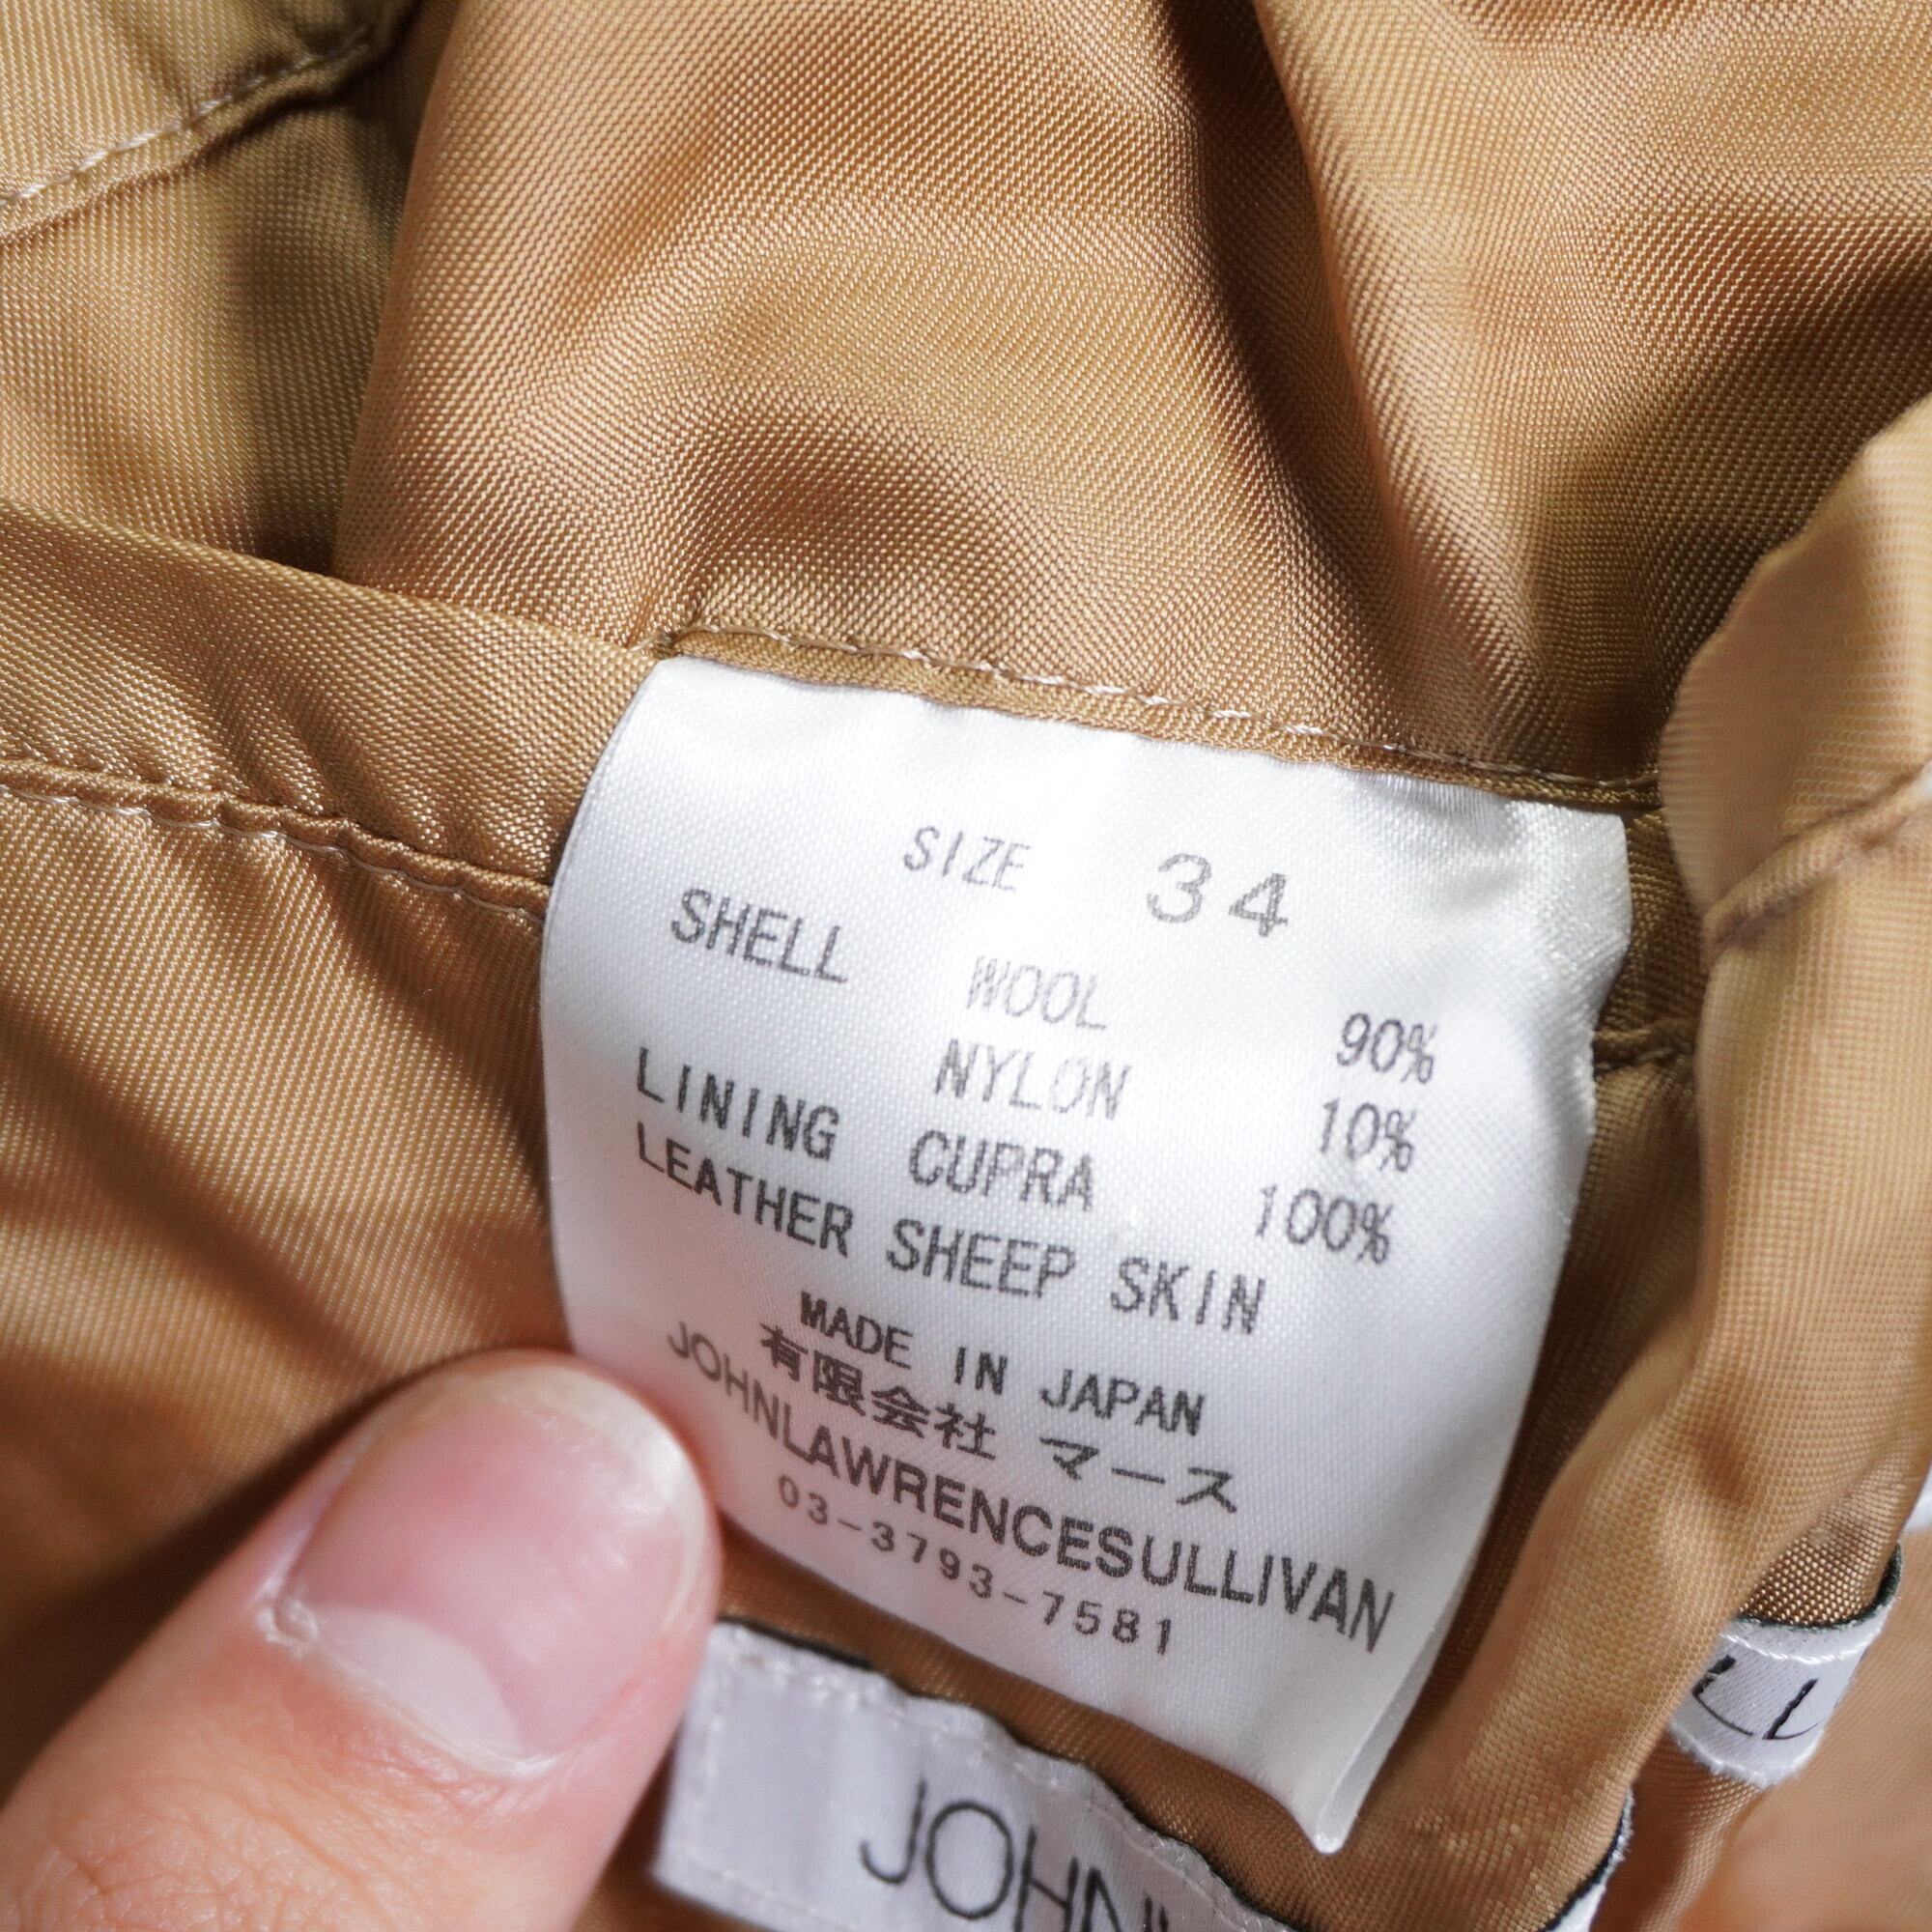 SIZE 34
SHELL WOOL 90%
NYLON 10%
LINING CUPRA 100%
LEATHER SHEEP SKIN
MADE IN JAPAN
有限会社 マース
JOHNLAWRENCESULLIVAN
03-3793-7581
JOHN